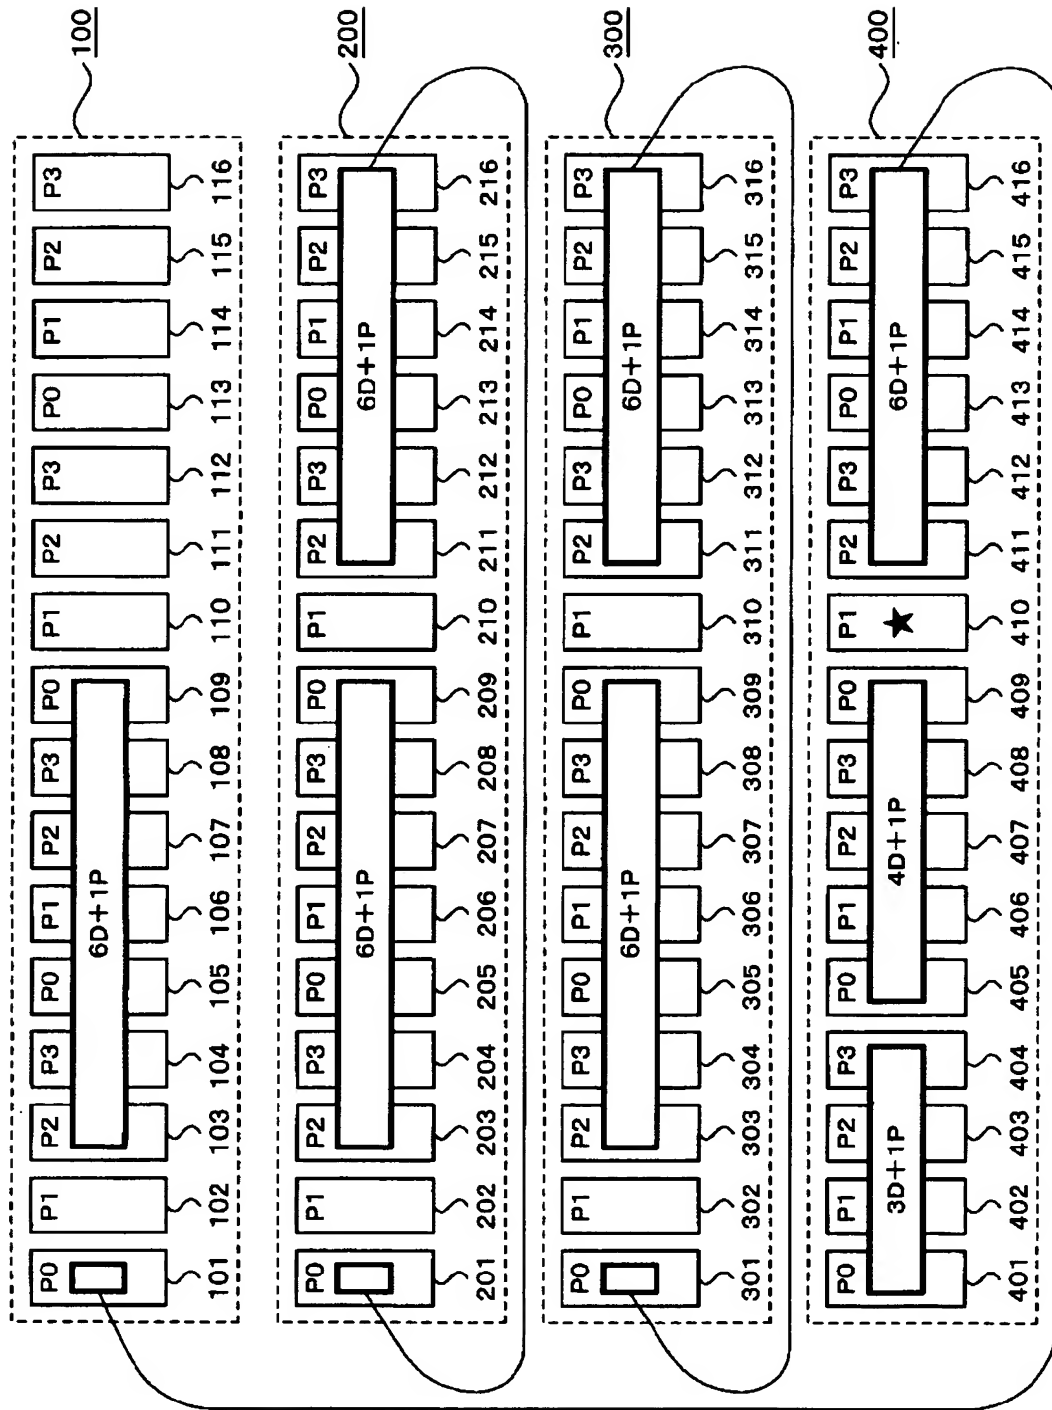 P0 P1 P2 P3 P0 P1 P2 P3 P0 P1 P2 P3 P0 P1 P2 P3
6D+1P
101 102 103 104 105 106 107 108 109 110 111 112 113 114 115 116
100
P0 P1 P2 P3 P0 P1 P2 P3 P0 P1 P2 P3 P0 P1 P2 P3
6D+1P 6D+1P
201 202 203 204 205 206 207 208 209 210 211 212 213 214 215 216
200
P0 P1 P2 P3 P0 P1 P2 P3 P0 P1 P2 P3 P0 P1 P2 P3
6D+1P 6D+1P
301 302 303 304 305 306 307 308 309 310 311 312 313 314 315 316
300
P0 P1 P2 P3 P0 P1 P2 P3 P0 P1 P2 P3 P0 P1 P2 P3
3D+1P 4D+1P ★ 6D+1P
401 402 403 404 405 406 407 408 409 410 411 412 413 414 415 416
400